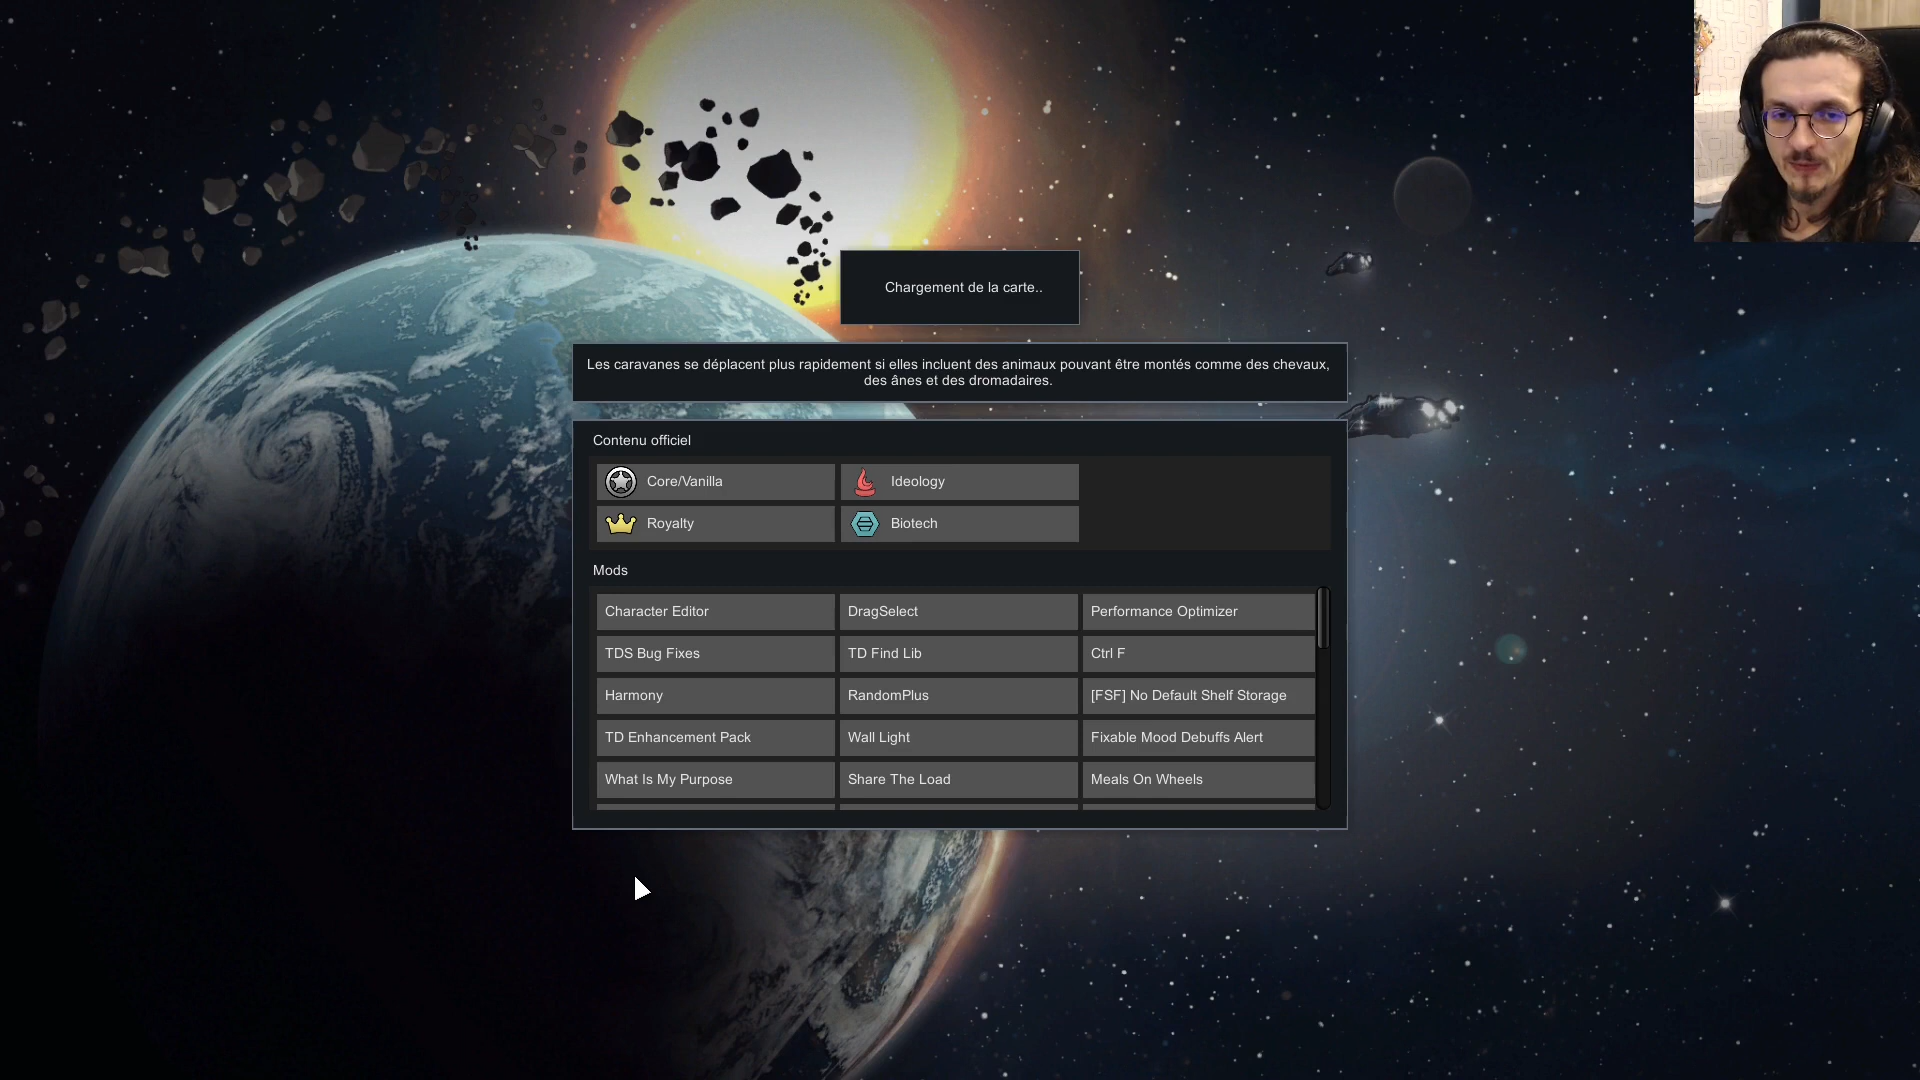 Chargement de la carte..
Les caravanes se déplacent plus rapidement si elles incluent des animaux pouvant être montés comme des chevaux,
des ânes et des dromadaires.
Contenu officiel
Core/Vanilla
Ideology
Royalty
Biotech
Mods
Character Editor
DragSelect
Performance Optimizer
TDS Bug Fixes
TD Find Lib
Ctrl F
Harmony
RandomPlus
[FSF] No Default Shelf Storage
TD Enhancement Pack
Wall Light
Fixable Mood Debuffs Alert
What Is My Purpose
Share The Load
Meals On Wheels